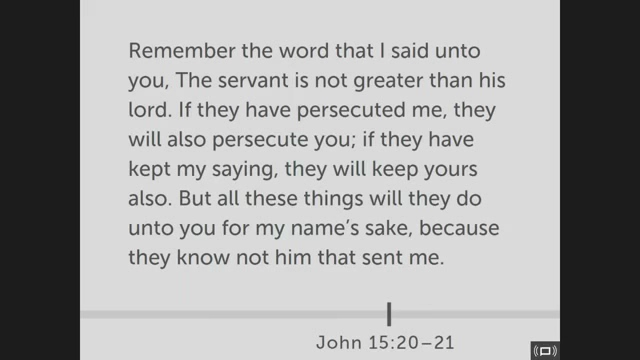 Remember the word that I said unto
you, The servant is not greater than his
lord. If they have persecuted me, they
will also persecute you; if they have
kept my saying, they will keep yours
also. But all these things will they do
unto you for my name’s sake, because
they know not him that sent me.
John 15:20–21